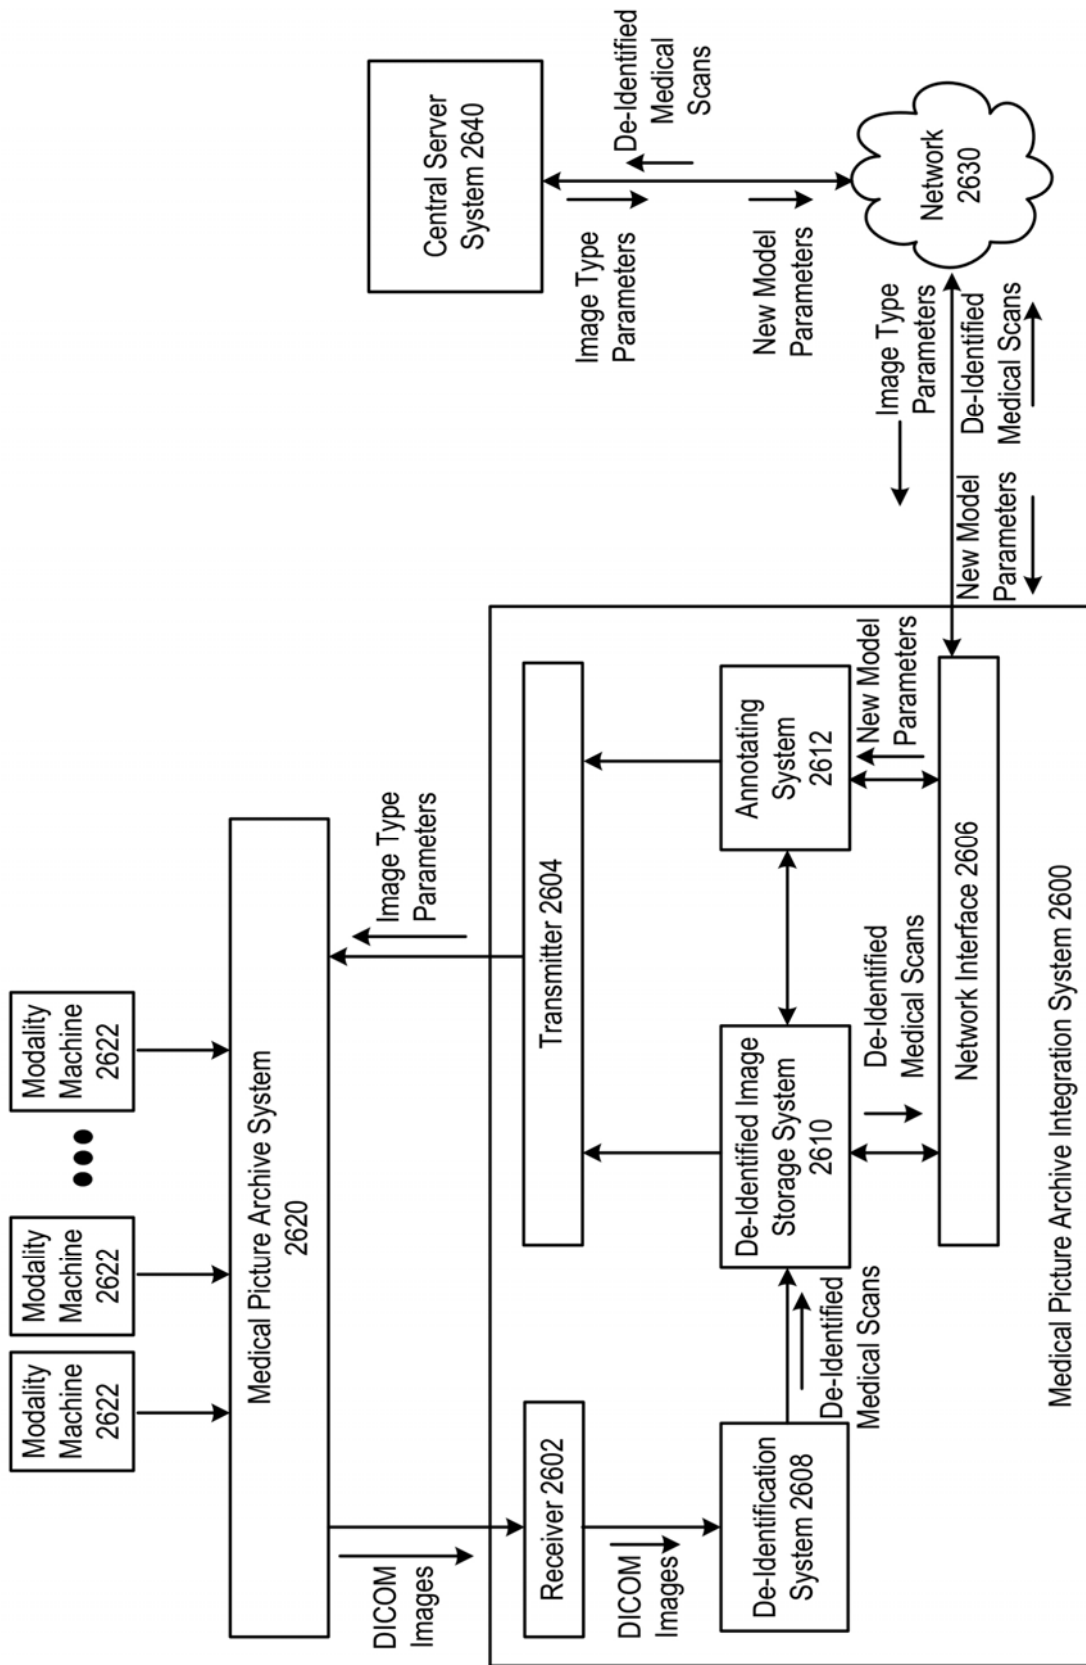 Modality
Machine
2622
Modality
Machine
2622
Modality
Machine
2622
Medical Picture Archive System
2620
DICOM
Images
Image Type
Parameters
Receiver 2602
DICOM
Images
De-Identification
System 2608
De-Identified
Medical Scans
Transmitter 2604
De-Identified Image
Storage System
2610
Annotating
System
2612
De-Identified
Medical Scans
New Model
Parameters
Network Interface 2606
Medical Picture Archive Integration System 2600
Central Server
System 2640
De-Identified
Medical
Scans
Image Type
Parameters
New Model
Parameters
Network
2630
Image Type
Parameters
De-Identified
Medical Scans
New Model
Parameters